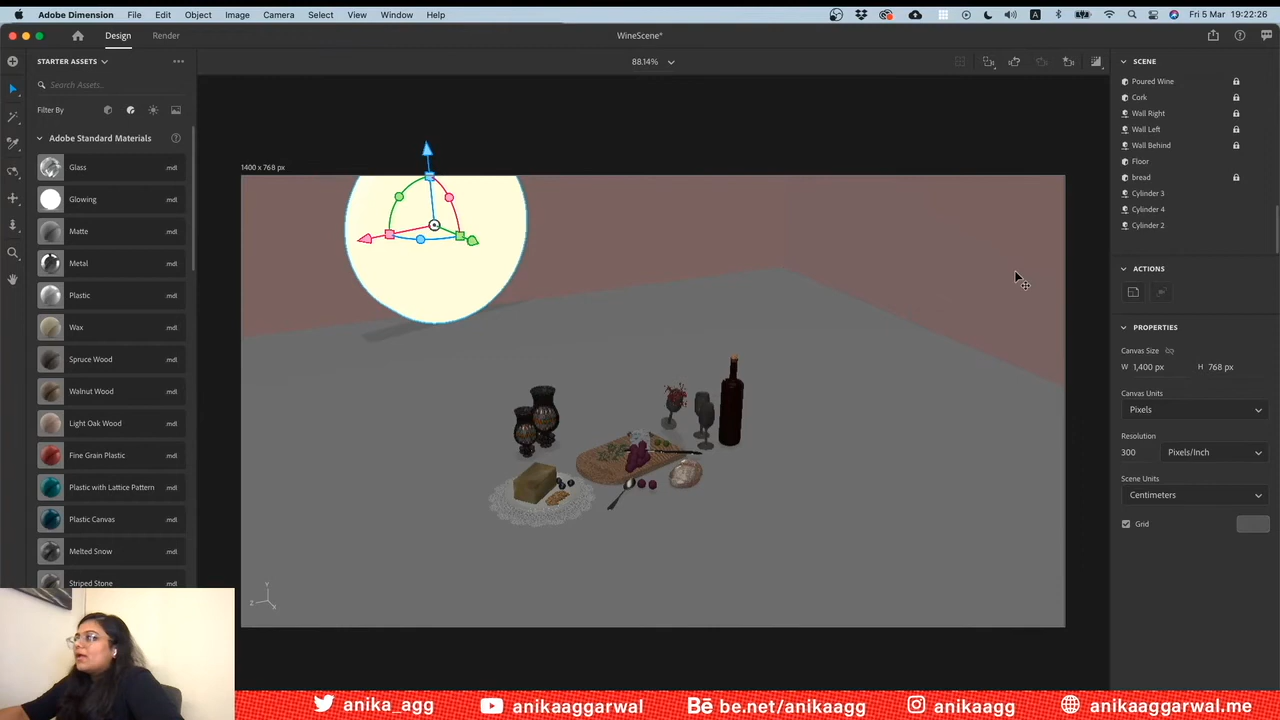 Adobe Dimension File Edit Object Image Camera Select View Window Help
A Fri 5 Mar 19:22:26
Design Render WineScene*
STARTER ASSETS
88.14%
Search Assets..
Filter By
Adobe Standard Materials
Glass .mdl
Glowing .mdl
Matte .mdl
Metal .mdl
Plastic .mdl
Wax .mdl
Spruce Wood .mdl
Walnut Wood .mdl
Light Oak Wood .mdl
Fine Grain Plastic .mdl
Plastic with Lattice Pattern .mdl
Plastic Canvas .mdl
Melted Snow .mdl
Striped Stone .mdl
1400 x 768 px
Y
Z
X
SCENE
Poured Wine
Cork
Wall Right
Wall Left
Wall Behind
Floor
bread
Cylinder 3
Cylinder 4
Cylinder 2
ACTIONS
PROPERTIES
Canvas Size
W 1,400 px H 768 px
Canvas Units
Pixels
Resolution
300 Pixels/Inch
Scene Units
Centimeters
Grid
anika_agg anikaaggarwal Bē be.net/anikaagg anikaagg anikaaggarwal.me